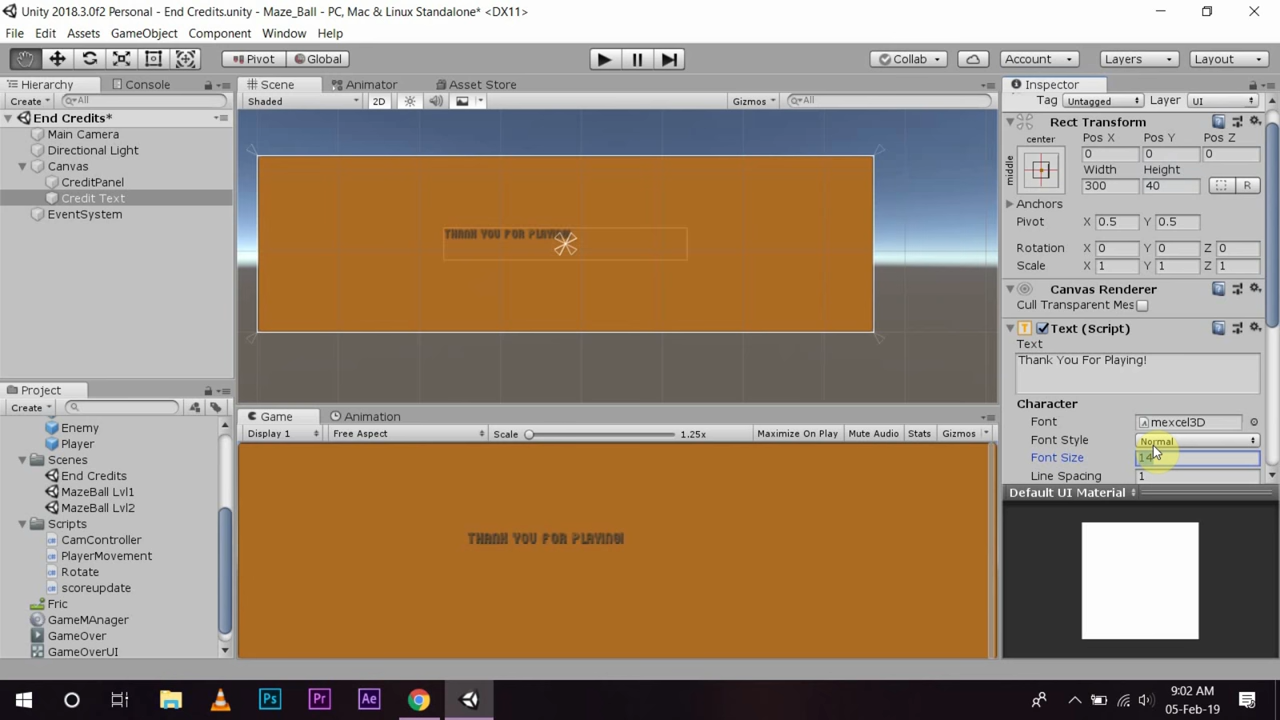 Unity 2018.3.0f2 Personal - End Credits.unity - Maze_Ball - PC, Mac & Linux Standalone* <DX11>
File Edit Assets GameObject Component Window Help
Pivot Global Collab Account Layers Layout
Hierarchy Console
Create All
End Credits*
Main Camera
Directional Light
Canvas
CreditPanel
Credit Text
EventSystem
Project
Create
Enemy
Player
Scenes
End Credits
MazeBall Lvl1
MazeBall Lvl2
Scripts
CamController
PlayerMovement
Rotate
scoreupdate
Fric
GameMAnager
GameOver
GameOverUI
Scene Animator Asset Store
Shaded 2D Gizmos All
THANK YOU FOR PLAYING!
Game Animation
Display 1 Free Aspect Scale 1.25x Maximize On Play Mute Audio Stats Gizmos
THANK YOU FOR PLAYING!
Inspector
Tag Untagged Layer UI
Rect Transform
center Pos X Pos Y Pos Z
middle 0 0 0
Width Height
300 40 R
Anchors
Pivot X 0.5 Y 0.5
Rotation X 0 Y 0 Z 0
Scale X 1 Y 1 Z 1
Canvas Renderer
Cull Transparent Mes
Text (Script)
Text
Thank You For Playing!
Character
Font mexcel3D
Font Style Normal
Font Size 14
Line Spacing 1
Default UI Material
Ps Pr Ae
9:02 AM
05-Feb-19